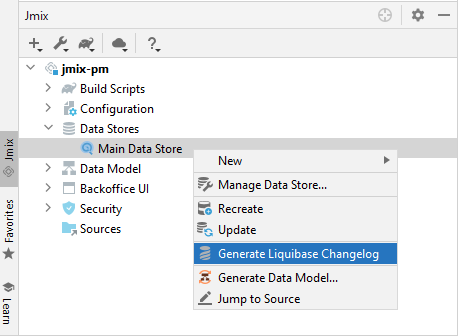 Jmix
jmix-pm
Build Scripts
Configuration
Data Stores
Main Data Store
Data Model
Backoffice UI
Security
Sources
New
Manage Data Store...
Recreate
Update
Generate Liquibase Changelog
Generate Data Model...
Jump to Source
Jmix
Favorites
Learn